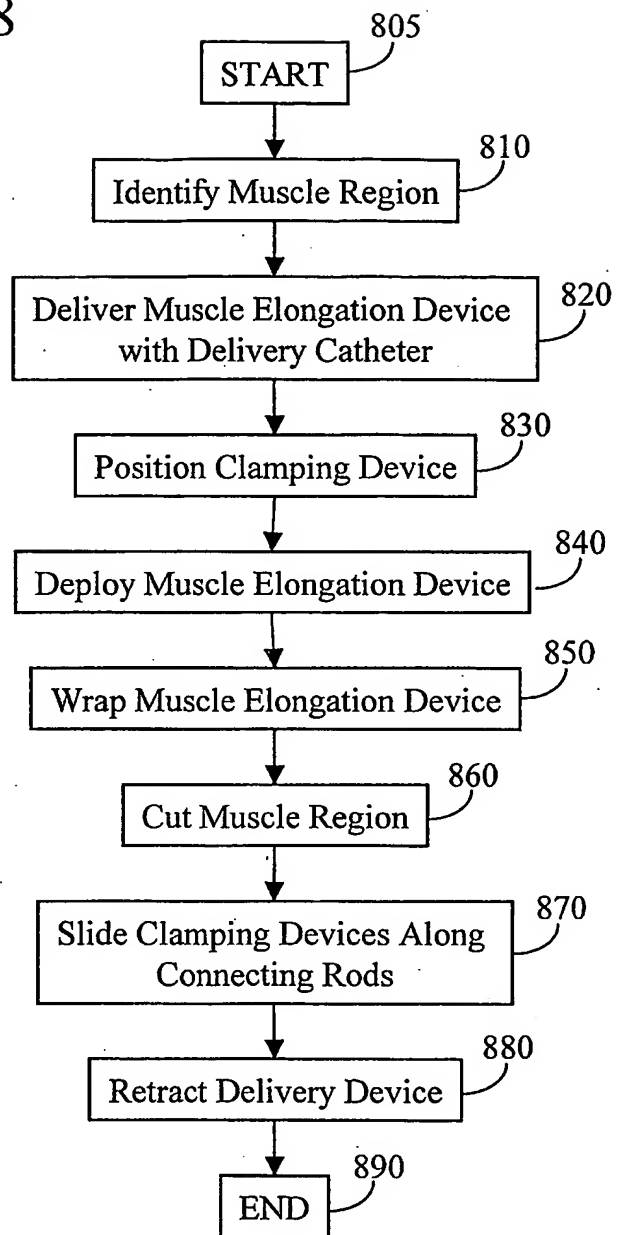 8
805
START
810
Identify Muscle Region
820
Deliver Muscle Elongation Device
with Delivery Catheter
830
Position Clamping Device
840
Deploy Muscle Elongation Device
850
Wrap Muscle Elongation Device
860
Cut Muscle Region
870
Slide Clamping Devices Along
Connecting Rods
880
Retract Delivery Device
890
END